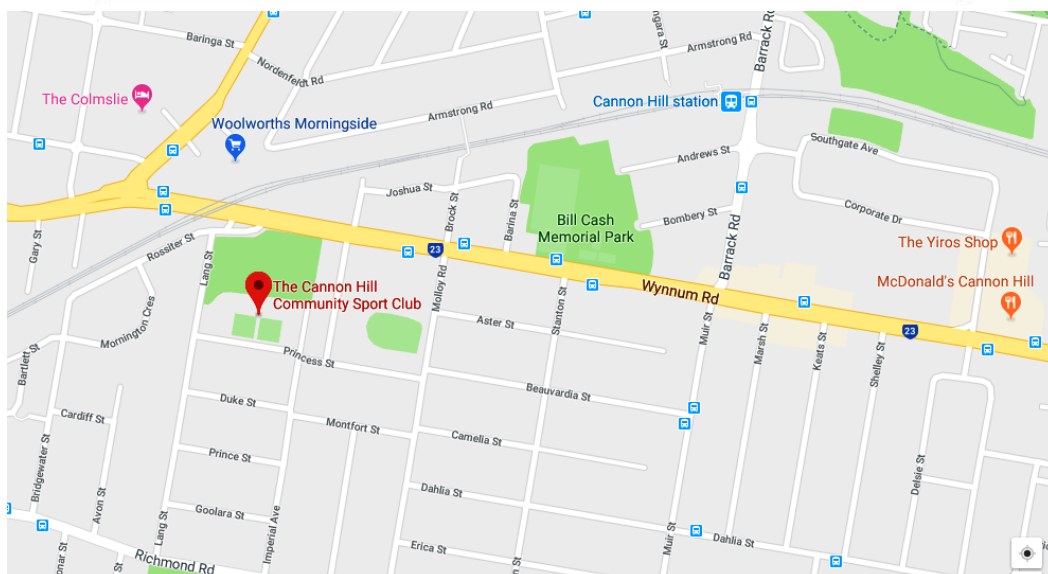 Baringa St
Nordenfeldt Rd
ngara St
Armstrong Rd
Barrack Rd
The Colmslie
Armstrong Rd
Cannon Hill station
Woolworths Morningside
Southgate Ave
Andrews St
Joshua St
Brock St
Barina St
Bill Cash
Memorial Park
Bombery St
Corporate Dr
Gary St
Rossiter St
Lang St
23
Barrack Rd
The Yiros Shop
McDonald's Cannon Hill
The Cannon Hill
Community Sport Club
Molloy Rd
Wynnum Rd
Mornington Cres
Aster St
Stanton St
Muir St
Marsh St
Keats St
Shelley St
23
Bartlett St
Princess St
Beauvardia St
Duke St
Cardiff St
Montfort St
Camellia St
Bridgewater St
Prince St
Delsie St
Avon St
Dahlia St
Goolara St
Lang St
Imperial Ave
Muir St
Dahlia St
Erica St
Richmond Rd
onar St
St